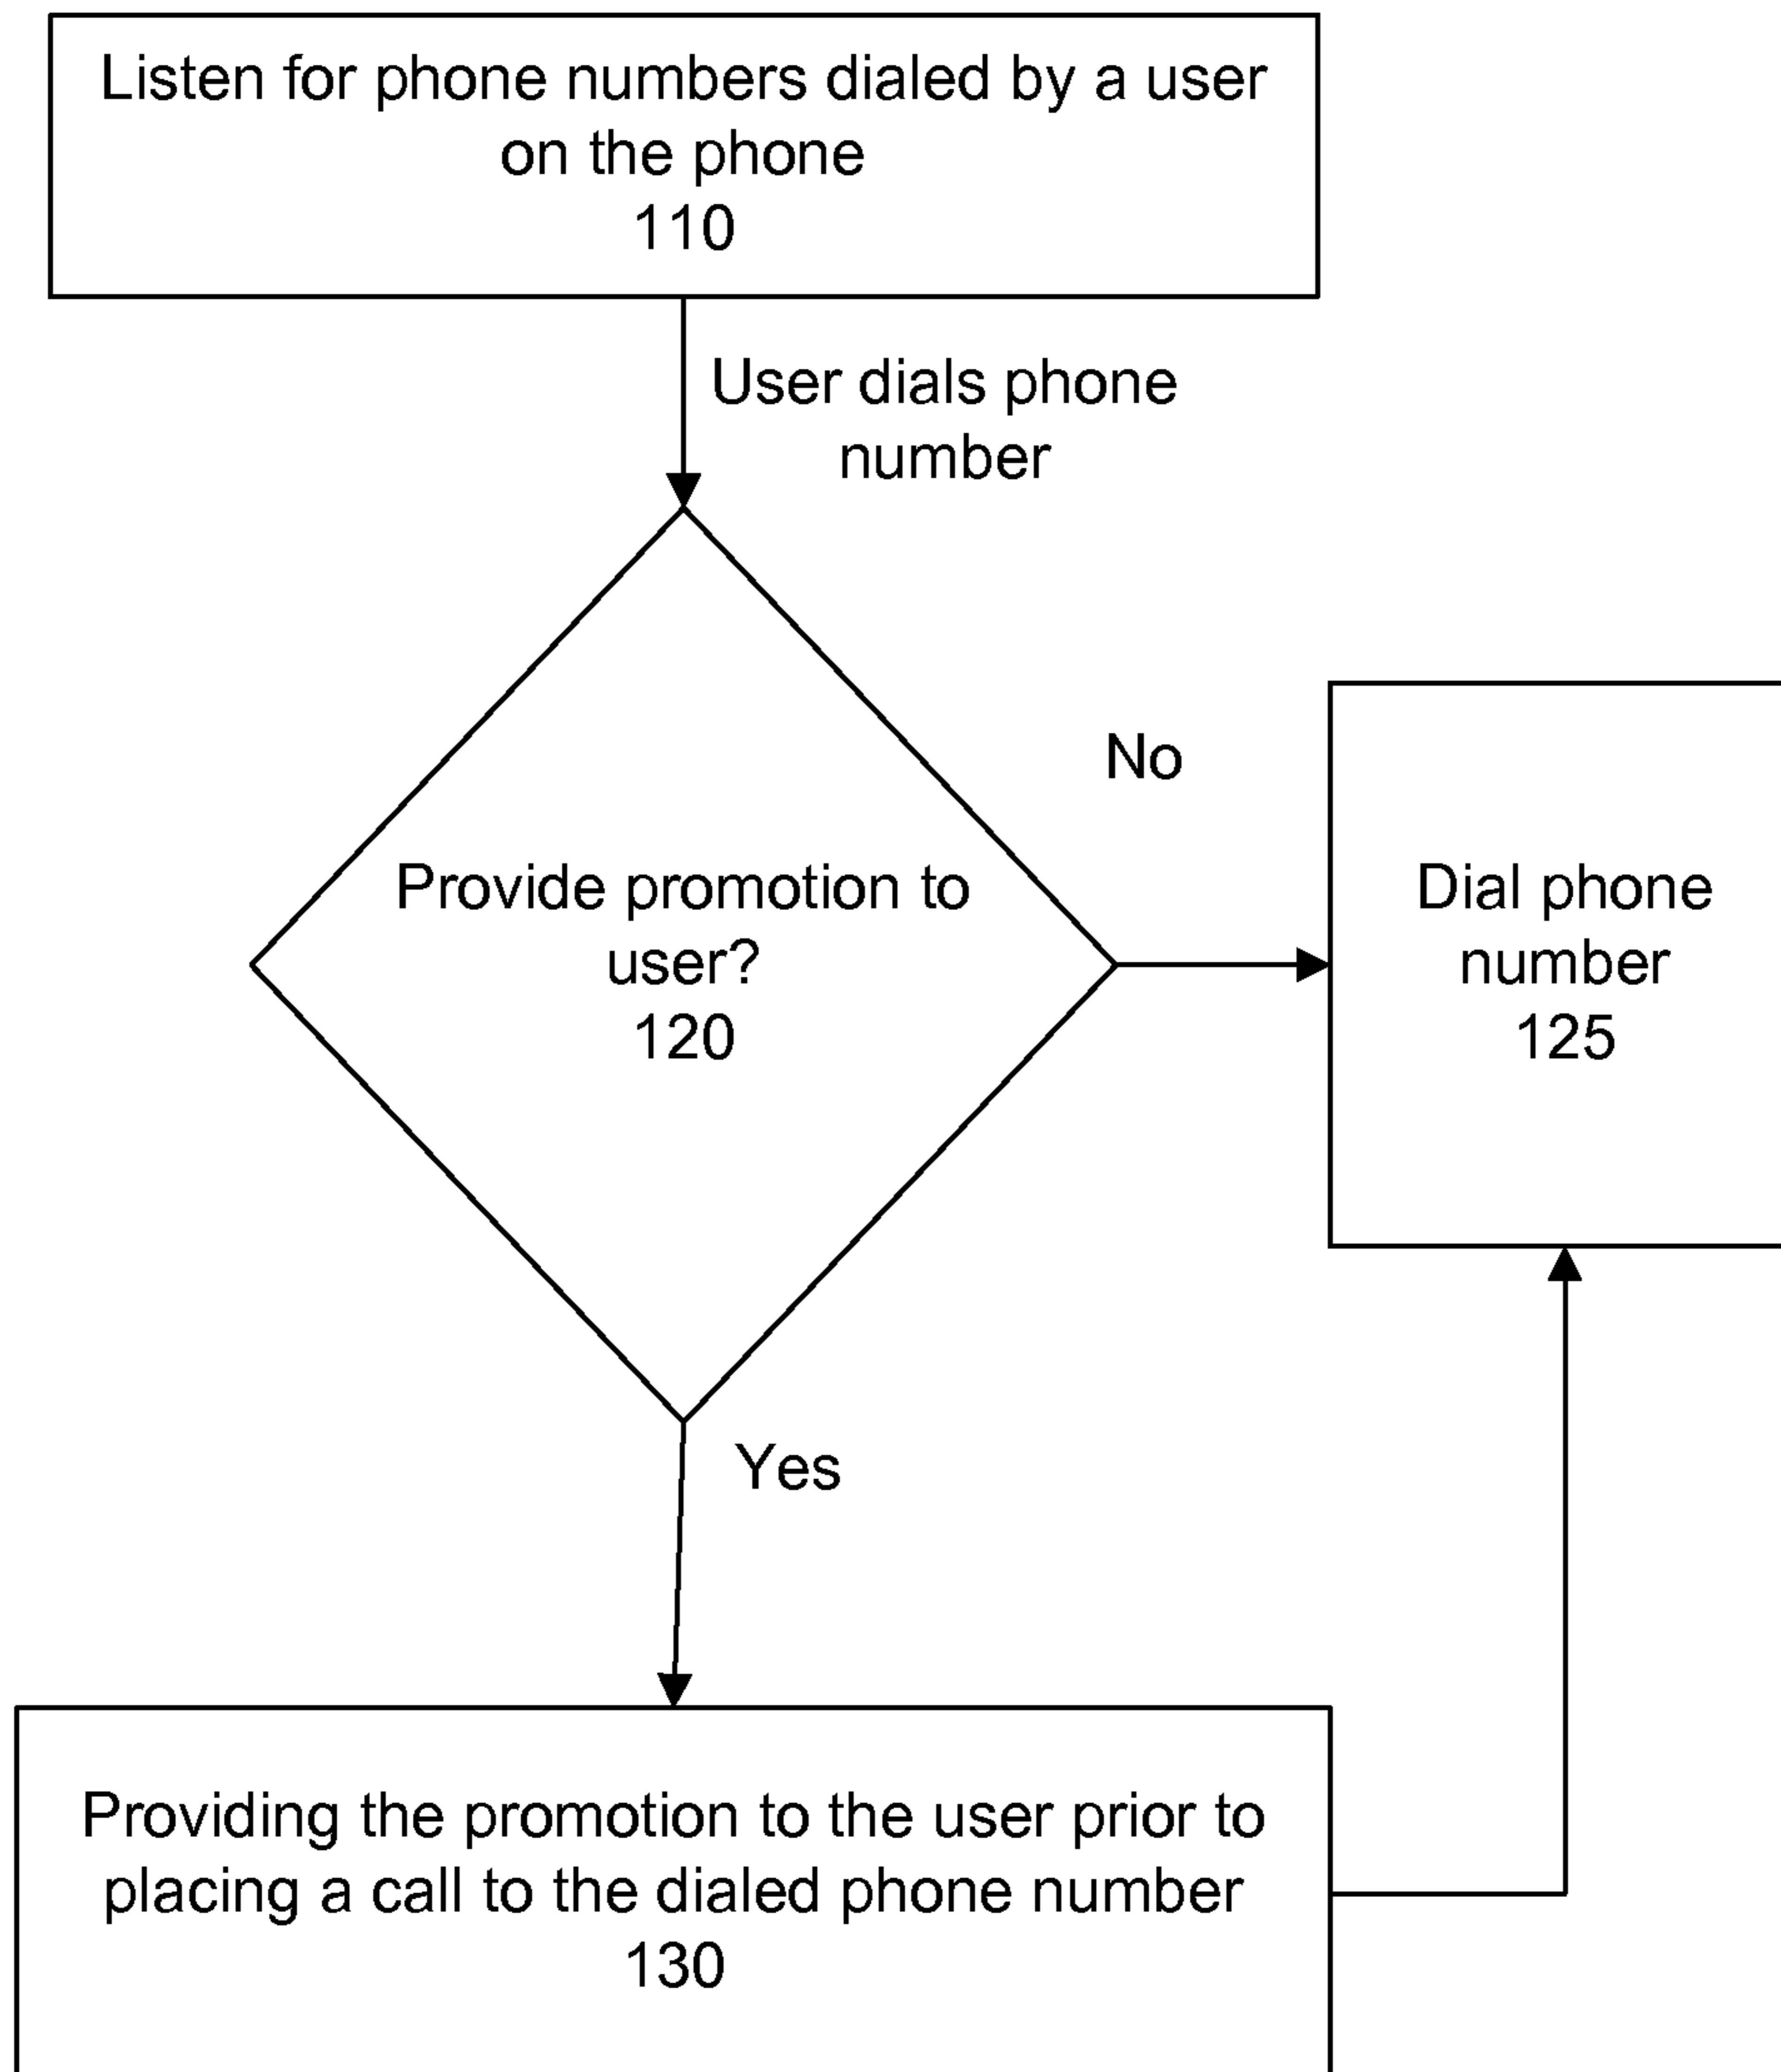 Listen for phone numbers dialed by a user
on the phone
110
User dials phone
number
No
Provide promotion to
user?
120
Dial phone
number
125
Yes
Providing the promotion to the user prior to
placing a call to the dialed phone number
130